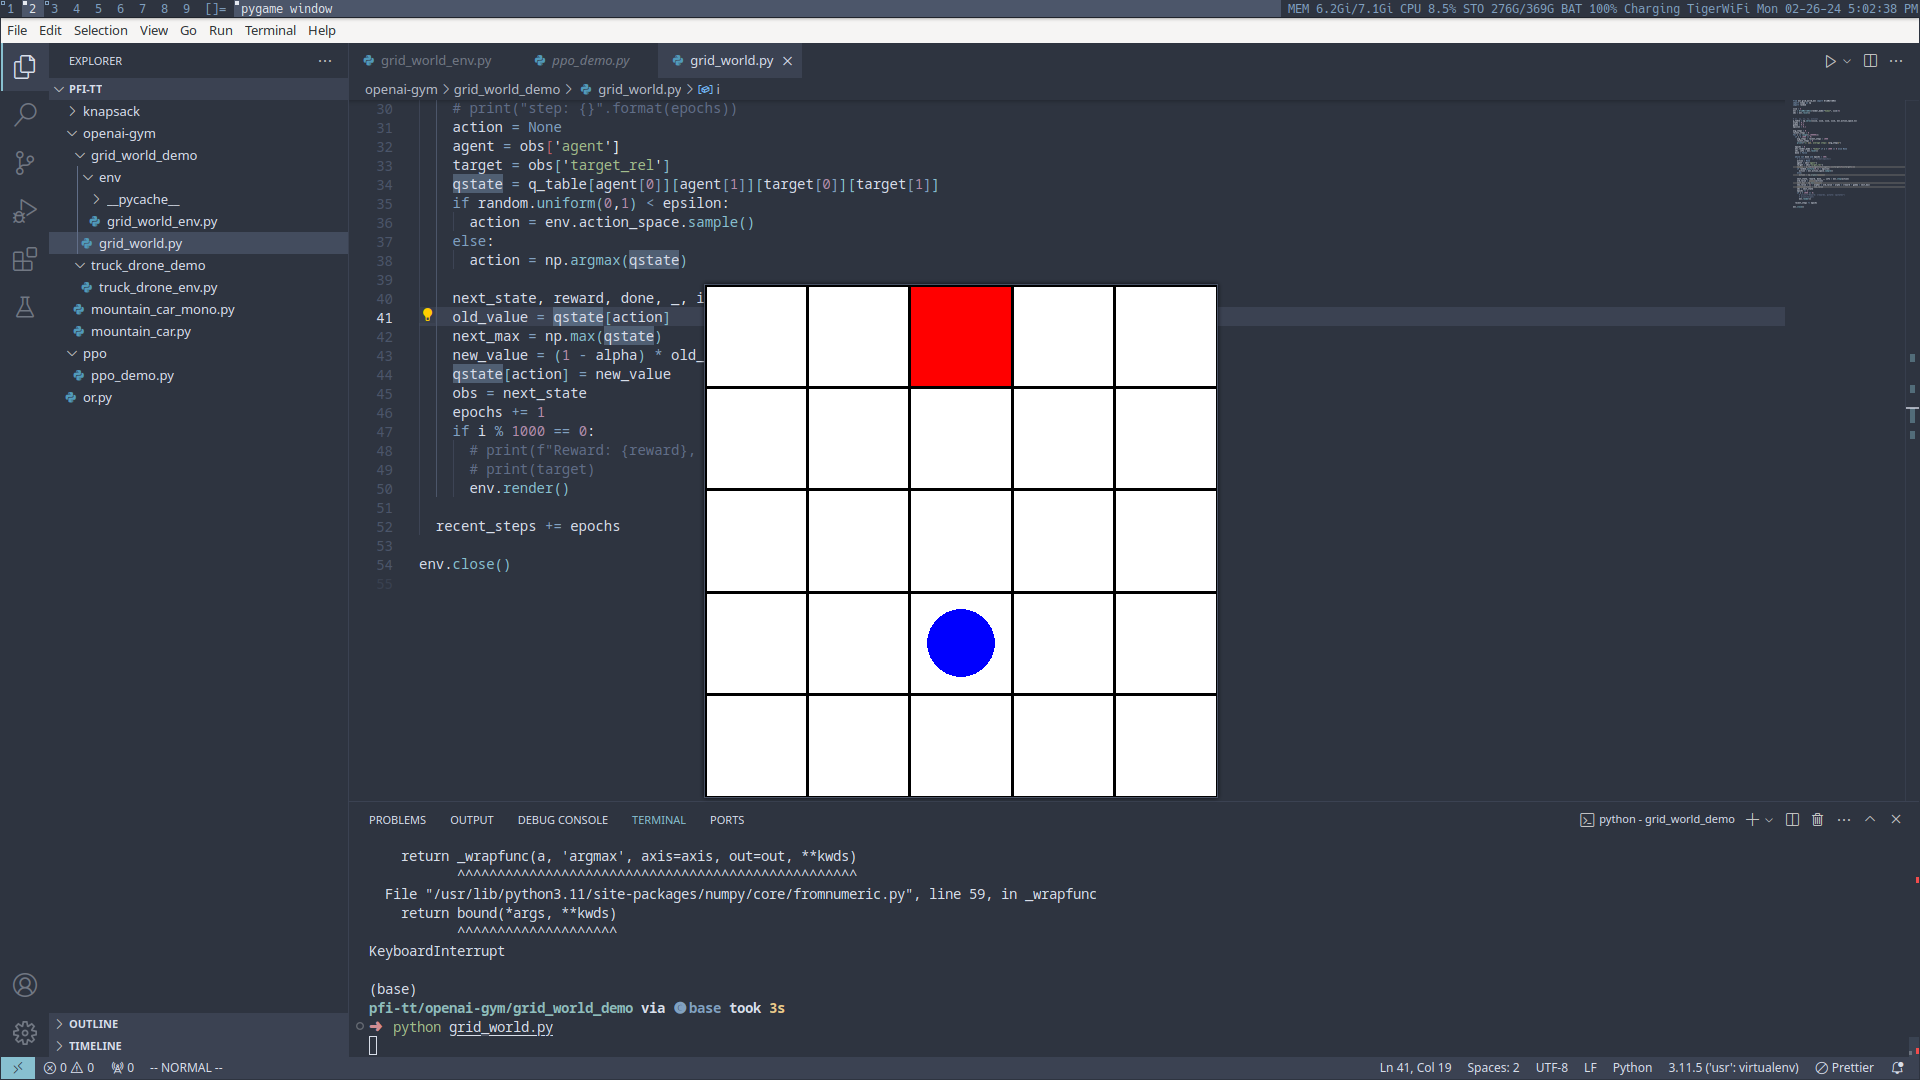 1 2 3 4 5 6 7 8 9 []= pygame window MEM 6.2Gi/7.1Gi CPU 8.5% STO 276G/369G BAT 100% Charging TigerWiFi Mon 02-26-24 5:02:38 PM
File Edit Selection View Go Run Terminal Help
EXPLORER
PFI-TT
knapsack
openai-gym
grid_world_demo
env
__pycache__
grid_world_env.py
grid_world.py
truck_drone_demo
truck_drone_env.py
mountain_car_mono.py
mountain_car.py
ppo
ppo_demo.py
or.py
OUTLINE
TIMELINE
grid_world_env.py ppo_demo.py grid_world.py
openai-gym > grid_world_demo > grid_world.py > i
30 # print("step: {}".format(epochs))
31 action = None
32 agent = obs['agent']
33 target = obs['target_rel']
34 qstate = q_table[agent[0]][agent[1]][target[0]][target[1]]
35 if random.uniform(0,1) < epsilon:
36 action = env.action_space.sample()
37 else:
38 action = np.argmax(qstate)
39
40 next_state, reward, done, _, i
41 old_value = qstate[action]
42 next_max = np.max(qstate)
43 new_value = (1 - alpha) * old_
44 qstate[action] = new_value
45 obs = next_state
46 epochs += 1
47 if i % 1000 == 0:
48 # print(f"Reward: {reward},
49 # print(target)
50 env.render()
51
52 recent_steps += epochs
53
54 env.close()
55
PROBLEMS OUTPUT DEBUG CONSOLE TERMINAL PORTS python - grid_world_demo
return _wrapfunc(a, 'argmax', axis=axis, out=out, **kwds)
^^^^^^^^^^^^^^^^^^^^^^^^^^^^^^^^^^^^^^^^^^^^^^^^^^
File "/usr/lib/python3.11/site-packages/numpy/core/fromnumeric.py", line 59, in _wrapfunc
return bound(*args, **kwds)
^^^^^^^^^^^^^^^^^^^^
KeyboardInterrupt
(base)
pfi-tt/openai-gym/grid_world_demo via base took 3s
➜ python grid_world.py
0 0 0 -- NORMAL -- Ln 41, Col 19 Spaces: 2 UTF-8 LF Python 3.11.5 ('usr': virtualenv) Prettier